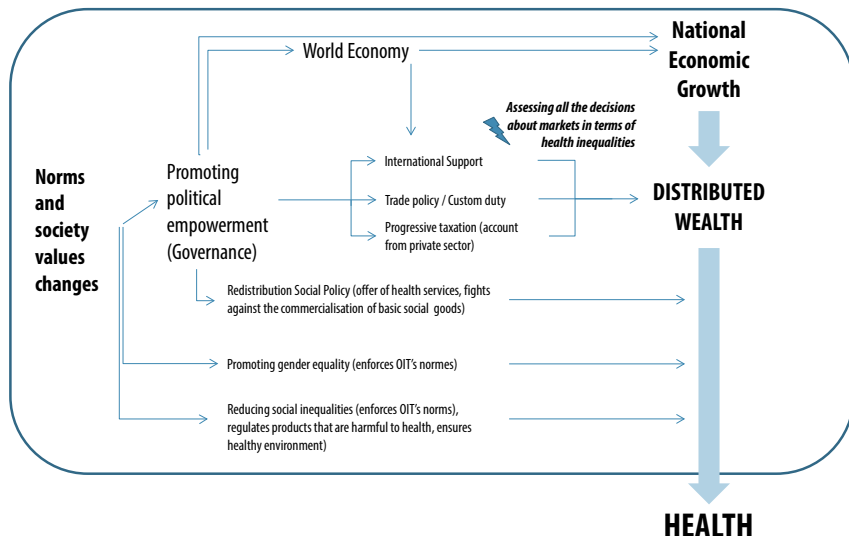 National
Economic
Growth
World Economy
Assessing all the decisions
about markets in terms of
health inequalities
Norms
and
society
values
changes
Promoting
political
empowerment
(Governance)
International Support
Trade policy / Custom duty
Progressive taxation (account
from private sector)
DISTRIBUTED
WEALTH
Redistribution Social Policy (offer of health services, fights
against the commercialisation of basic social goods)
Promoting gender equality (enforces OIT's normes)
Reducing social inequalities (enforces OIT's norms),
regulates products that are harmful to health, ensures
healthy environment)
HEALTH